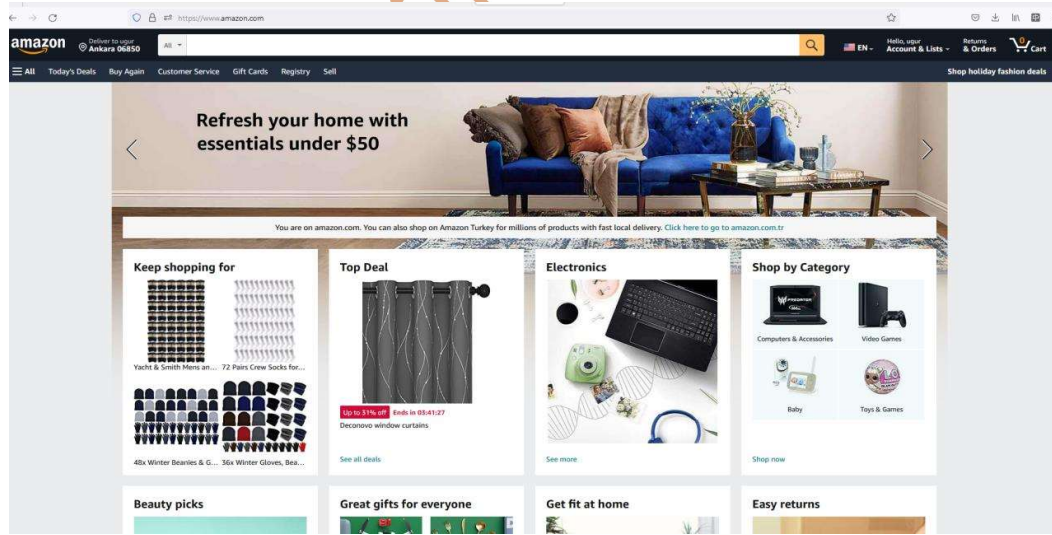 https://www.amazon.com
amazon
Deliver to ugur
Ankara 06850
All
EN
Hello, ugur
Account & Lists
Returns
& Orders
0
Cart
All
Today's Deals
Buy Again
Customer Service
Gift Cards
Registry
Sell
Shop holiday fashion deals
Refresh your home with
essentials under $50
You are on amazon.com. You can also shop on Amazon Turkey for millions of products with fast local delivery. Click here to go to amazon.com.tr
Keep shopping for
Yacht & Smith Mens an...
72 Pairs Crew Socks for...
48x Winter Beanies & G...
36x Winter Gloves, Bea...
Top Deal
Up to 31% off
Ends in 03:41:27
Deconovo window curtains
See all deals
Electronics
See more
Shop by Category
PREDATOR
Computers & Accessories
Video Games
Baby
Toys & Games
Shop now
Beauty picks
Great gifts for everyone
Get fit at home
Easy returns